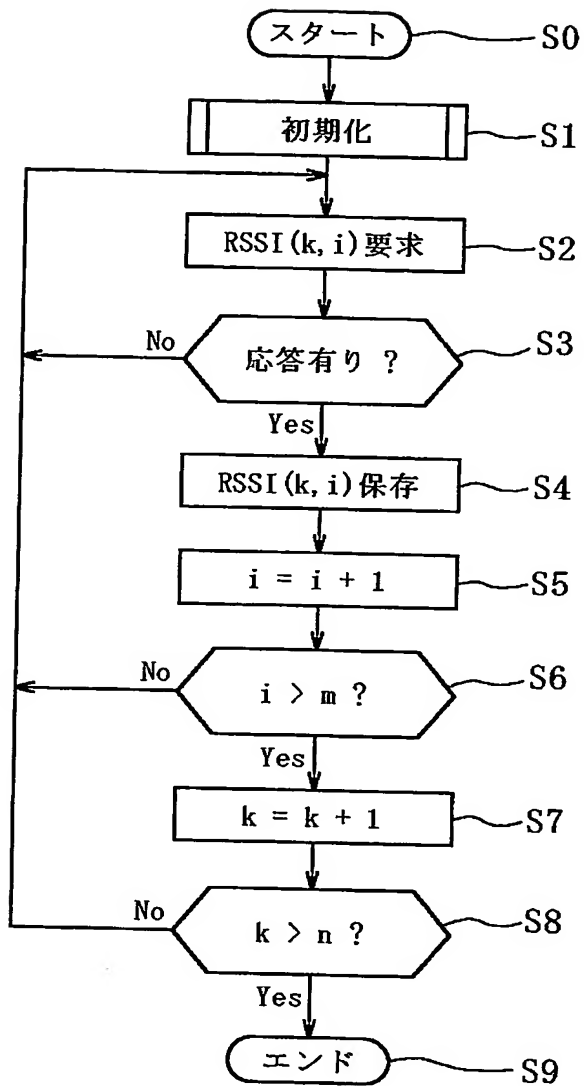 スタート S0
初期化 S1
RSSI(k,i)要求 S2
応答有り ? S3
No
Yes
RSSI(k,i)保存 S4
i = i + 1 S5
i > m ? S6
No
Yes
k = k + 1 S7
k > n ? S8
No
Yes
エンド S9